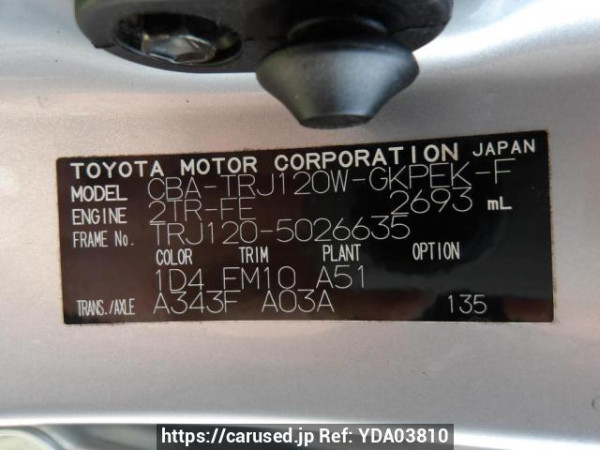 TOYOTA MOTOR CORPORATION JAPAN
MODEL CBA-TRJ120W-GKPEK-F
ENGINE 2TR-FE 2693 mL
FRAME No. TRJ120-5026635
COLOR TRIM PLANT OPTION
1D4 FM10 A51
TRANS./AXLE A343F A03A 135
https://carused.jp Ref: YDA03810